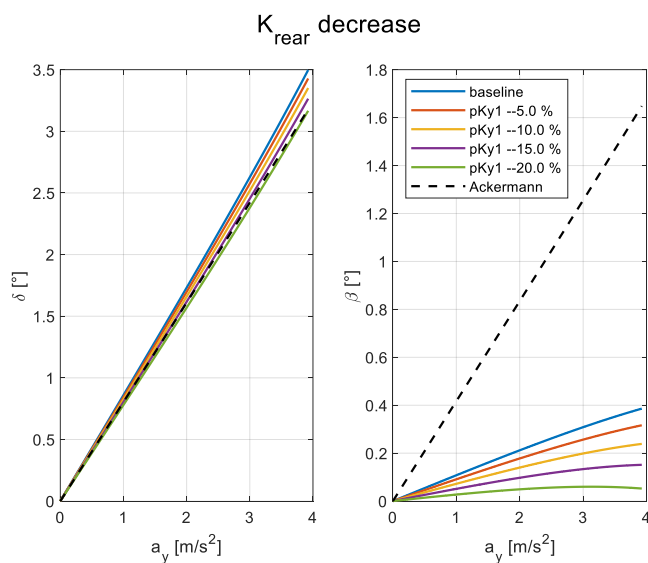 K_rear decrease
3.5
3
2.5
2
1.5
1
0.5
0
δ [°]
0
1
2
3
4
a_y [m/s^2]
1.8
1.6
1.4
1.2
1
0.8
0.6
0.4
0.2
0
β [°]
0
1
2
3
4
a_y [m/s^2]
baseline
pKy1 --5.0 %
pKy1 --10.0 %
pKy1 --15.0 %
pKy1 --20.0 %
Ackermann